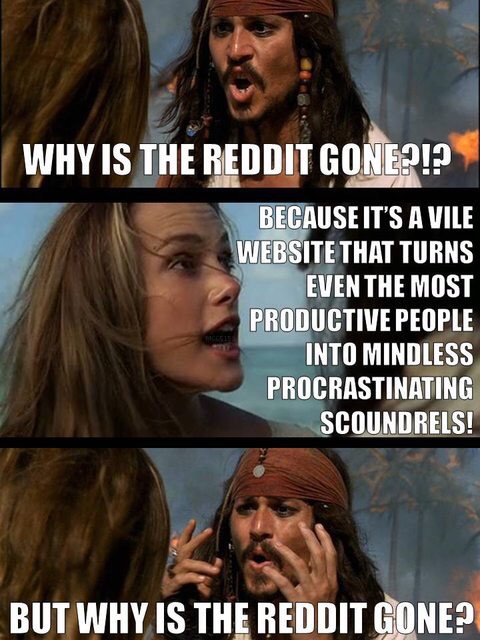 WHY IS THE REDDIT GONE?!?
BECAUSE IT'S A VILE
WEBSITE THAT TURNS
EVEN THE MOST
PRODUCTIVE PEOPLE
INTO MINDLESS
PROCRASTINATING
SCOUNDRELS!
BUT WHY IS THE REDDIT GONE?